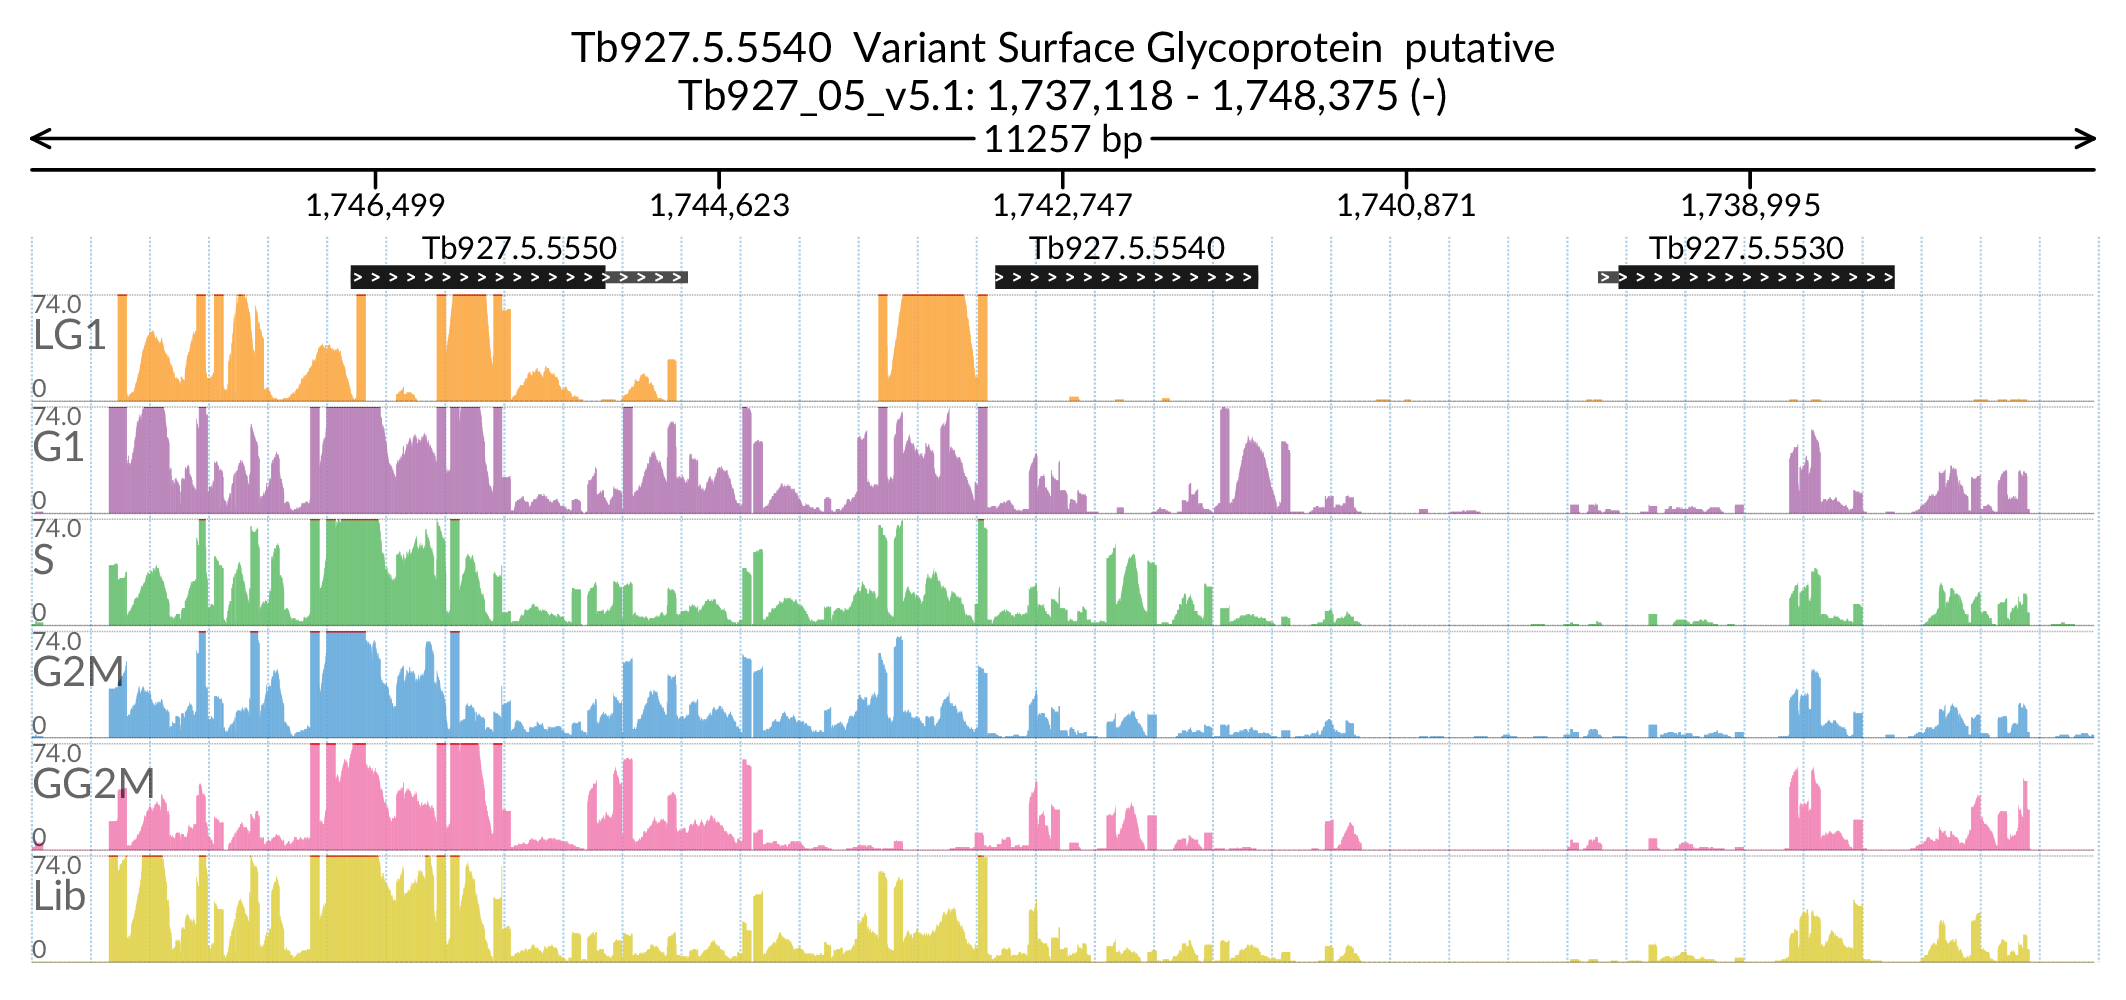 Tb927.5.5540 Variant Surface Glycoprotein putative
Tb927_05_v5.1: 1,737,118 - 1,748,375 (-)
11257 bp
1,746,499 1,744,623 1,742,747 1,740,871 1,738,995
Tb927.5.5550 Tb927.5.5540 Tb927.5.5530
74.0
LG1
0
74.0
G1
0
74.0
S
0
74.0
G2M
0
74.0
GG2M
0
74.0
Lib
0